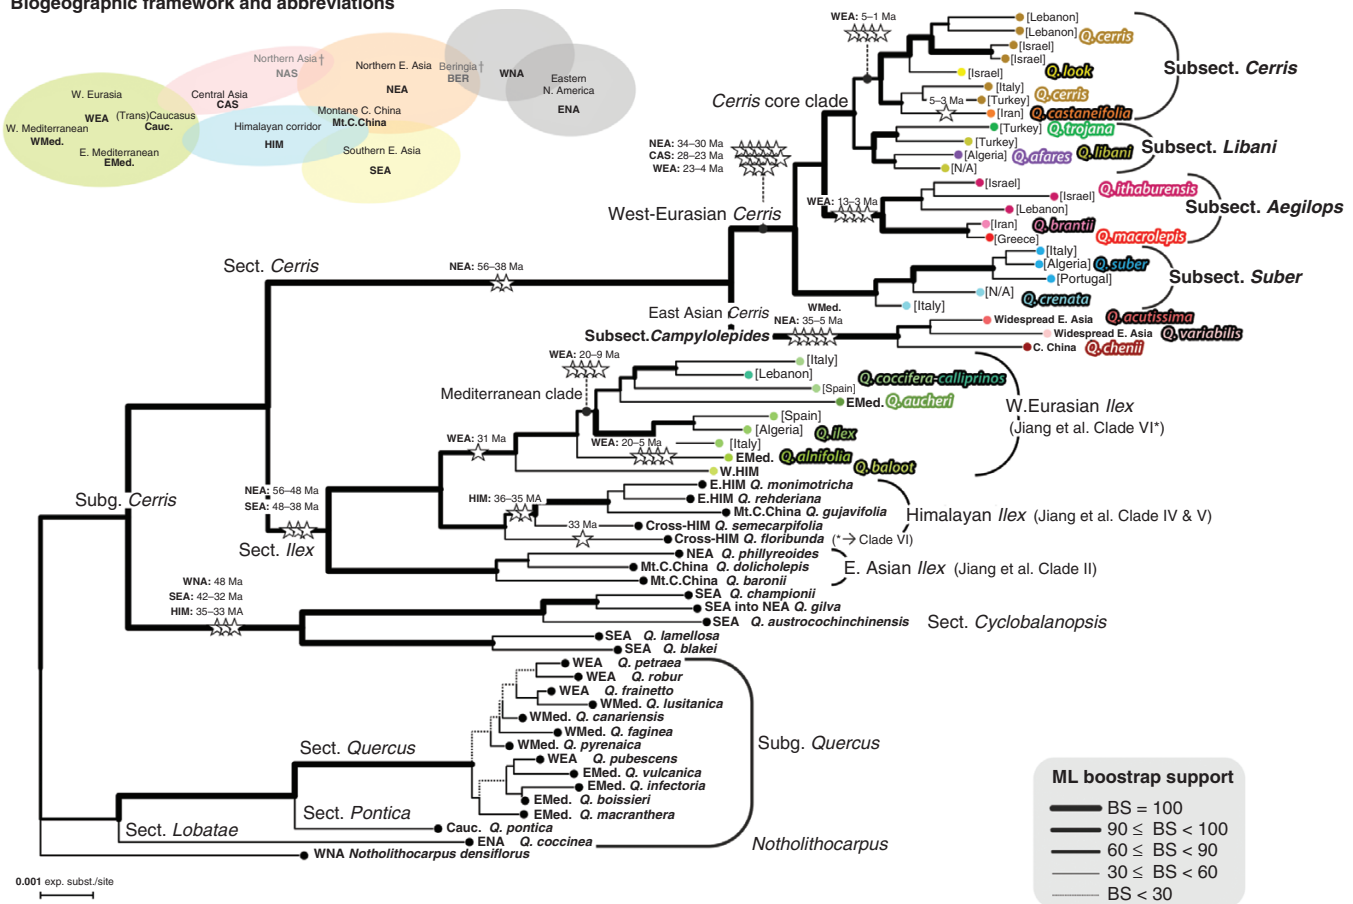 Biogeographic framework and abbreviations
Northern Asia†
NAS
Northern E. Asia
NEA
Beringia†
BER
WNA
Eastern
N. America
ENA
W. Eurasia
WEA
(Trans)Caucasus
Cauc.
W. Mediterranean
WMed.
E. Mediterranean
EMed.
Central Asia
CAS
Montane C. China
Mt.C.China
Himalayan corridor
HIM
Southern E. Asia
SEA
WEA: 5–1 Ma
[Lebanon]
[Lebanon]
Q. cerris
[Israel]
[Israel]
[Israel]
Q. look
Subsect. Cerris
[Italy]
Q. cerris
5–3 Ma
[Turkey]
[Iran]
Q. castaneifolia
Cerris core clade
[Turkey]
Q. trojana
[Turkey]
[Algeria]
Q. afares
Q. libani
[N/A]
Subsect. Libani
NEA: 34–30 Ma
CAS: 28–23 Ma
WEA: 23–4 Ma
WEA: 13–3 Ma
[Israel]
Q. ithaburensis
[Israel]
[Lebanon]
Subsect. Aegilops
[Iran]
Q. brantii
[Greece]
Q. macrolepis
West-Eurasian Cerris
[Italy]
[Algeria]
Q. suber
[Portugal]
Subsect. Suber
[N/A]
Q. crenata
[Italy]
Sect. Cerris
NEA: 56–38 Ma
East Asian Cerris
WMed.
NEA: 35–5 Ma
Subsect. Campylolepides
Widespread E. Asia
Q. acutissima
Widespread E. Asia
Q. variabilis
C. China
Q. chenii
WEA: 20–9 Ma
Mediterranean clade
[Italy]
[Lebanon]
Q. coccifera-calliprinos
[Spain]
EMed.
Q. aucheri
W.Eurasian Ilex
(Jiang et al. Clade VI*)
[Spain]
[Algeria]
Q. ilex
WEA: 31 Ma
WEA: 20–5 Ma
[Italy]
EMed.
Q. alnifolia
W.HIM
Q. baloot
Subg. Cerris
NEA: 56–48 Ma
SEA: 48–38 Ma
Sect. Ilex
HIM: 36–35 MA
E.HIM Q. monimotricha
E.HIM Q. rehderiana
Mt.C.China Q. gujavifolia
33 Ma
Cross-HIM Q. semecarpifolia
Cross-HIM Q. floribunda
(*→ Clade VI)
Himalayan Ilex (Jiang et al. Clade IV & V)
NEA Q. phillyreoides
Mt.C.China Q. dolicholepis
Mt.C.China Q. baronii
E. Asian Ilex (Jiang et al. Clade II)
WNA: 48 Ma
SEA: 42–32 Ma
HIM: 35–33 MA
SEA Q. championii
SEA into NEA Q. gilva
SEA Q. austrocochinchinensis
Sect. Cyclobalanopsis
SEA Q. lamellosa
SEA Q. blakei
WEA Q. petraea
WEA Q. robur
WEA Q. frainetto
WMed. Q. lusitanica
WMed. Q. canariensis
WMed. Q. faginea
WMed. Q. pyrenaica
Sect. Quercus
Subg. Quercus
WEA Q. pubescens
EMed. Q. vulcanica
EMed. Q. infectoria
EMed. Q. boissieri
EMed. Q. macranthera
Sect. Pontica
Cauc. Q. pontica
Sect. Lobatae
ENA Q. coccinea
Notholithocarpus
WNA Notholithocarpus densiflorus
0.001 exp. subst./site
ML boostrap support
BS = 100
90 ≤ BS < 100
60 ≤ BS < 90
30 ≤ BS < 60
BS < 30